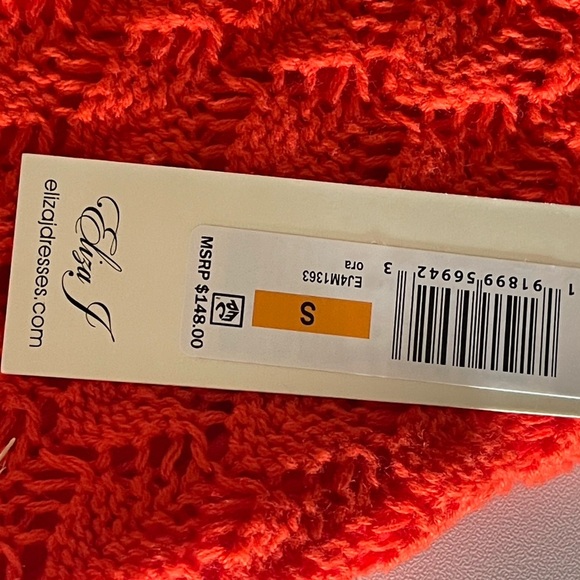 Eliza J
elizajdresses.com
MSRP $148.00
S
EJ4M1363
ora
1 91899 56942 3